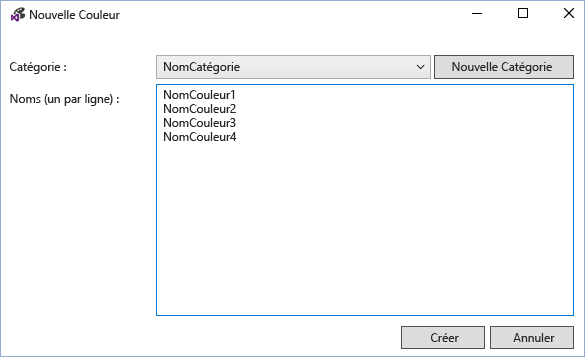 Nouvelle Couleur
Catégorie : NomCatégorie Nouvelle Catégorie
Noms (un par ligne) : NomCouleur1
NomCouleur2
NomCouleur3
NomCouleur4
Créer Annuler